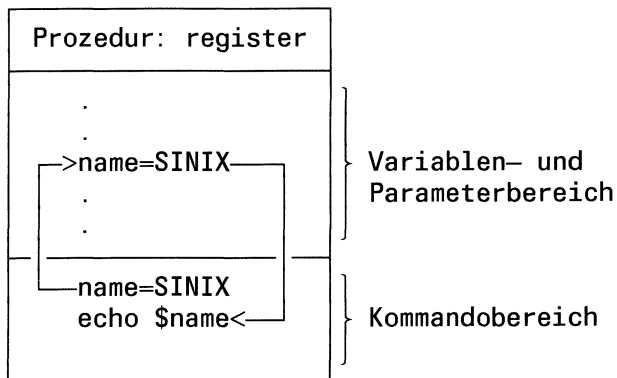 Prozedur: register
.
.
>name=SINIX
.
.
Variablen– und
Parameterbereich
name=SINIX
echo $name<
Kommandobereich